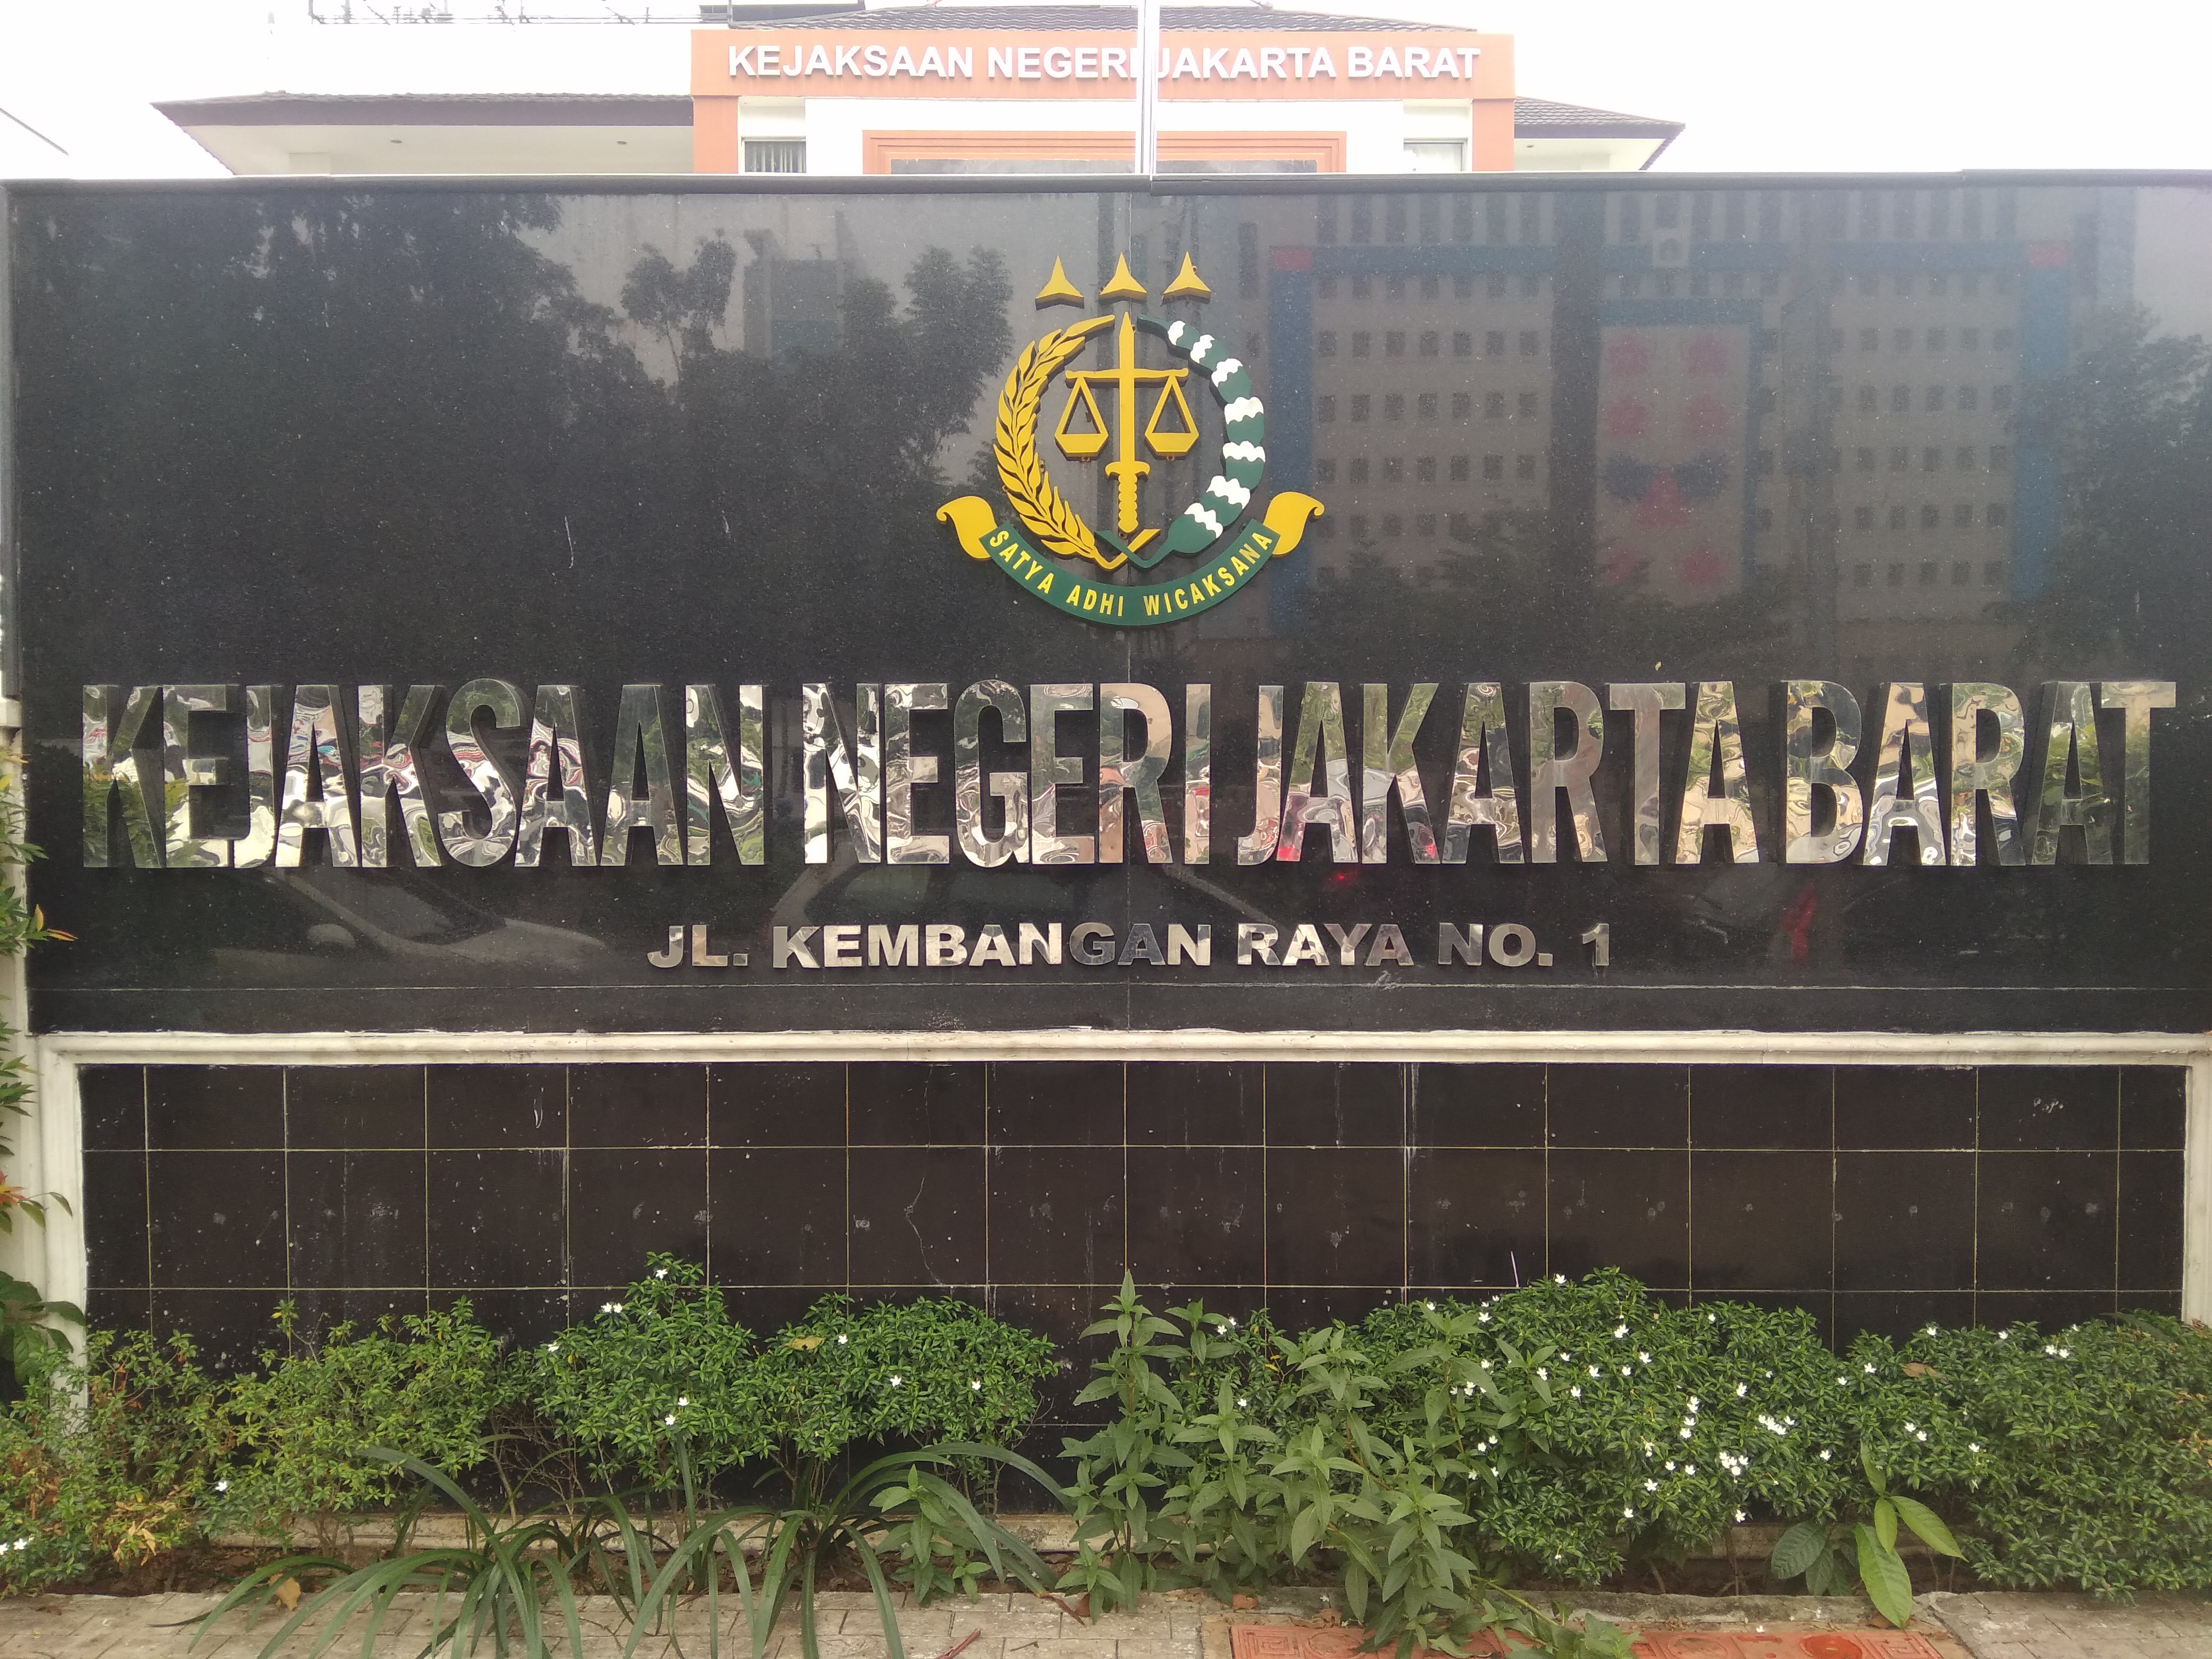 KEJAKSAAN NEGERI JAKARTA BARAT
SATYA ADHI WICAKSANA
KEJAKSAAN NEGERI JAKARTA BARAT
JL. KEMBANGAN RAYA NO. 1